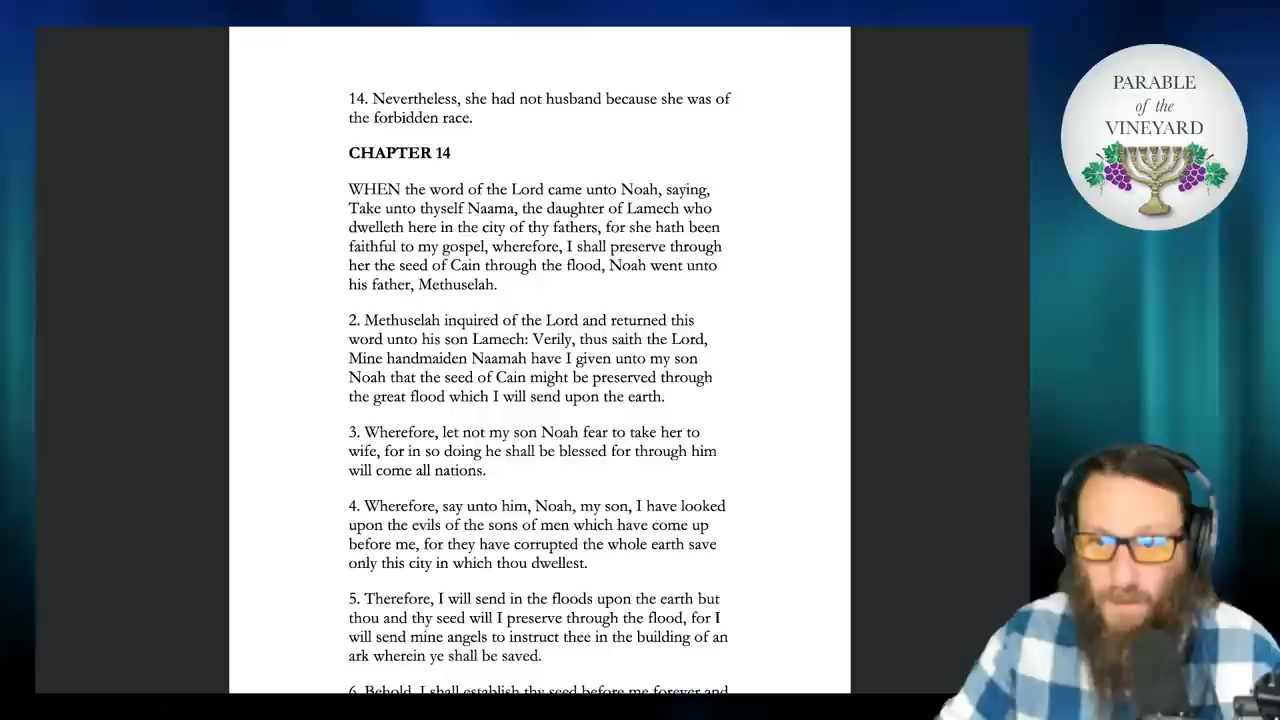 14. Nevertheless, she had not husband because she was of
the forbidden race.
CHAPTER 14
WHEN the word of the Lord came unto Noah, saying,
Take unto thyself Naama, the daughter of Lamech who
dwelleth here in the city of thy fathers, for she hath been
faithful to my gospel, wherefore, I shall preserve through
her the seed of Cain through the flood, Noah went unto
his father, Methuselah.
2. Methuselah inquired of the Lord and returned this
word unto his son Lamech: Verily, thus saith the Lord,
Mine handmaiden Naamah have I given unto my son
Noah that the seed of Cain might be preserved through
the great flood which I will send upon the earth.
3. Wherefore, let not my son Noah fear to take her to
wife, for in so doing he shall be blessed for through him
will come all nations.
4. Wherefore, say unto him, Noah, my son, I have looked
upon the evils of the sons of men which have come up
before me, for they have corrupted the whole earth save
only this city in which thou dwellest.
5. Therefore, I will send in the floods upon the earth but
thou and thy seed will I preserve through the flood, for I
will send mine angels to instruct thee in the building of an
ark wherein ye shall be saved.
6. Behold, I shall establish thy seed before me forever and
PARABLE
of the
VINEYARD